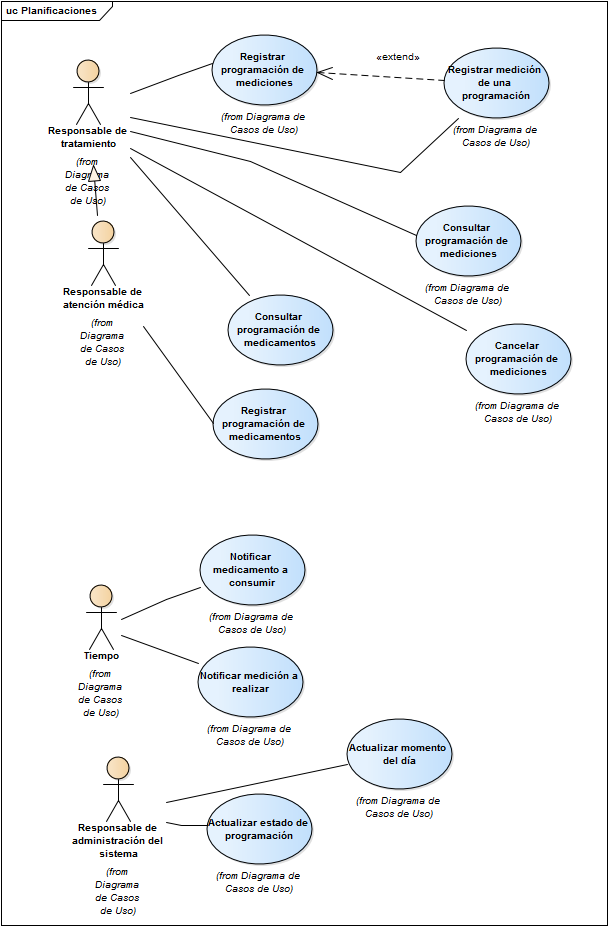 uc Planificaciones
Registrar
programación de
mediciones
(from Diagrama de
Casos de Uso)
«extend»
Registrar medición
de una
programación
(from Diagrama de
Casos de Uso)
Responsable de
tratamiento
(from
Diagrama
de Casos
de Uso)
Consultar
programación de
mediciones
(from Diagrama de
Casos de Uso)
Responsable de
atención médica
(from
Diagrama
de Casos
de Uso)
Consultar
programación de
medicamentos
Cancelar
programación de
mediciones
(from Diagrama de
Casos de Uso)
Registrar
programación de
medicamentos
Notificar
medicamento a
consumir
(from Diagrama de
Casos de Uso)
Tiempo
(from
Diagrama
de Casos
de Uso)
Notificar medición a
realizar
(from Diagrama de
Casos de Uso)
Actualizar momento
del día
(from Diagrama de
Casos de Uso)
Responsable de
administración del
sistema
(from
Diagrama
de Casos
de Uso)
Actualizar estado de
programación
(from Diagrama de
Casos de Uso)